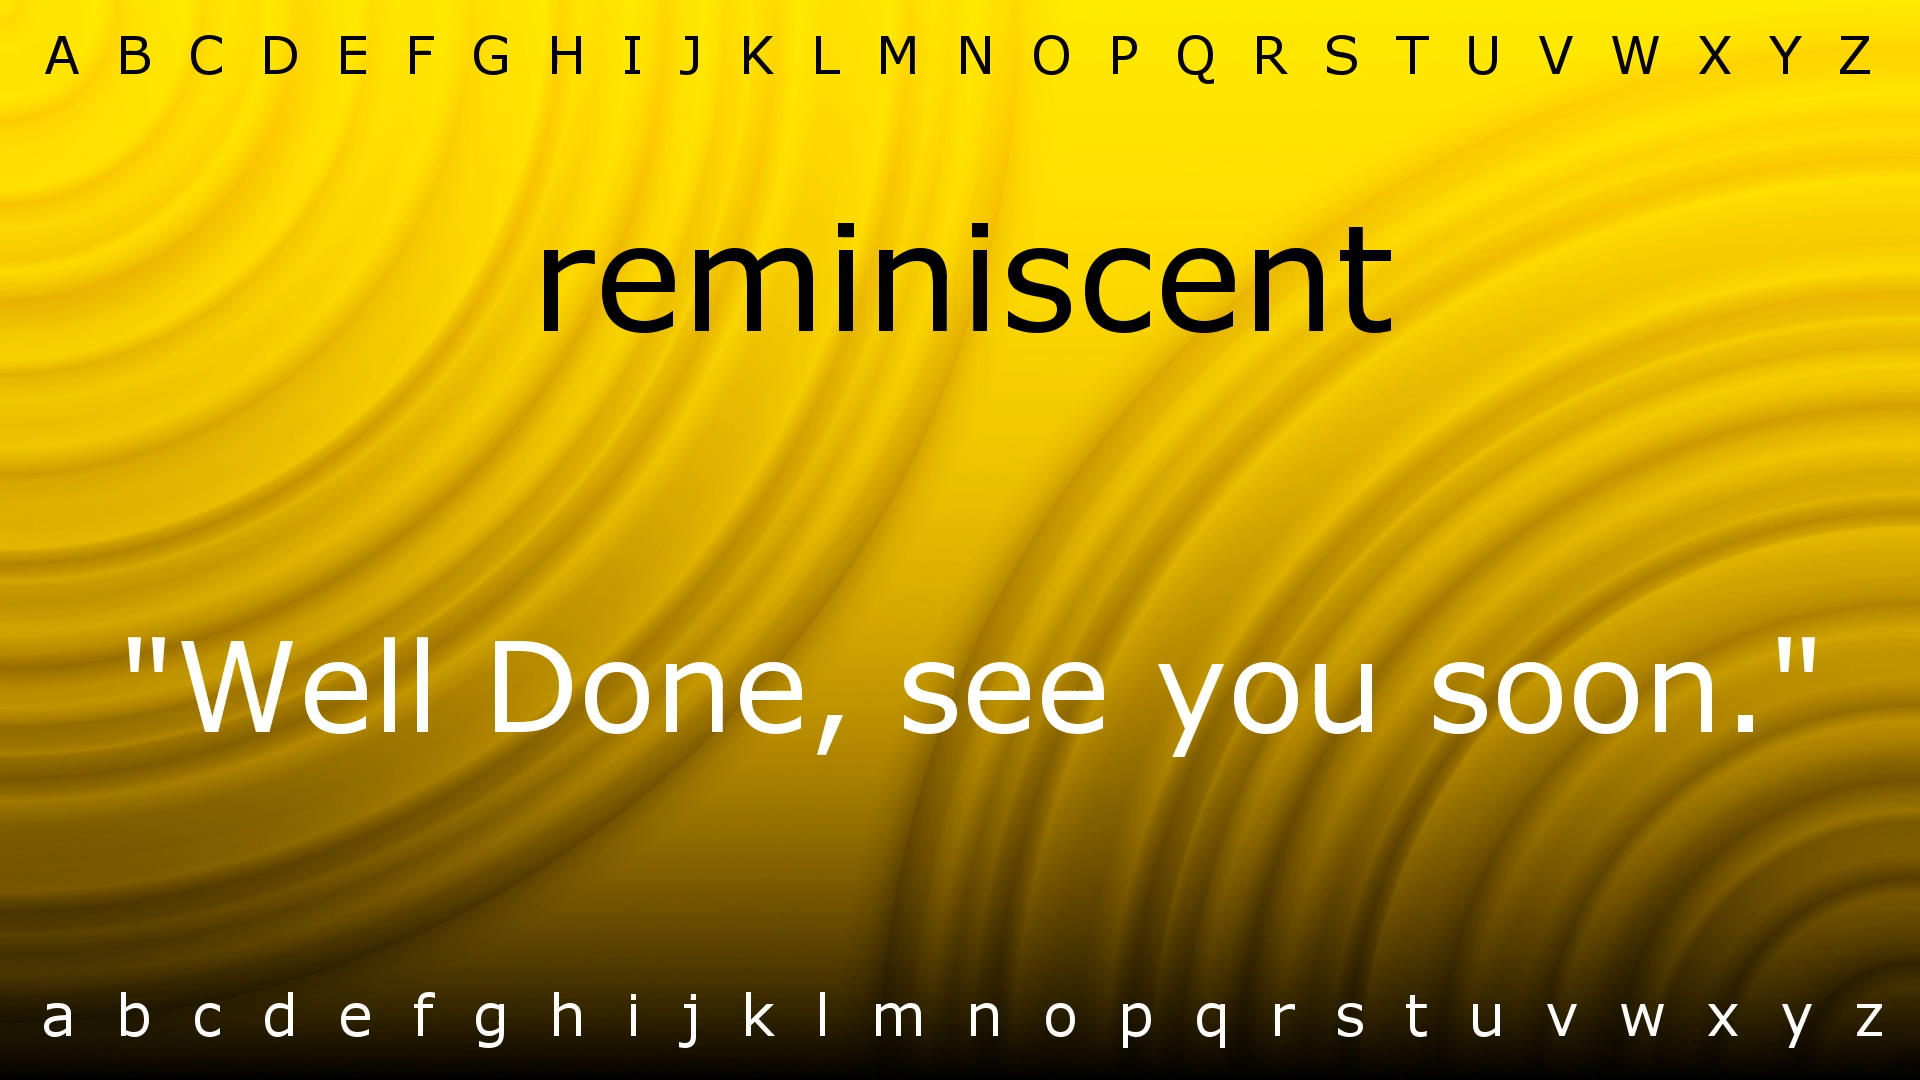 A B C D E F G H I J K L M N O P Q R S T U V W X Y Z
reminiscent
"Well Done, see you soon."
a b c d e f g h i j k l m n o p q r s t u v w x y z